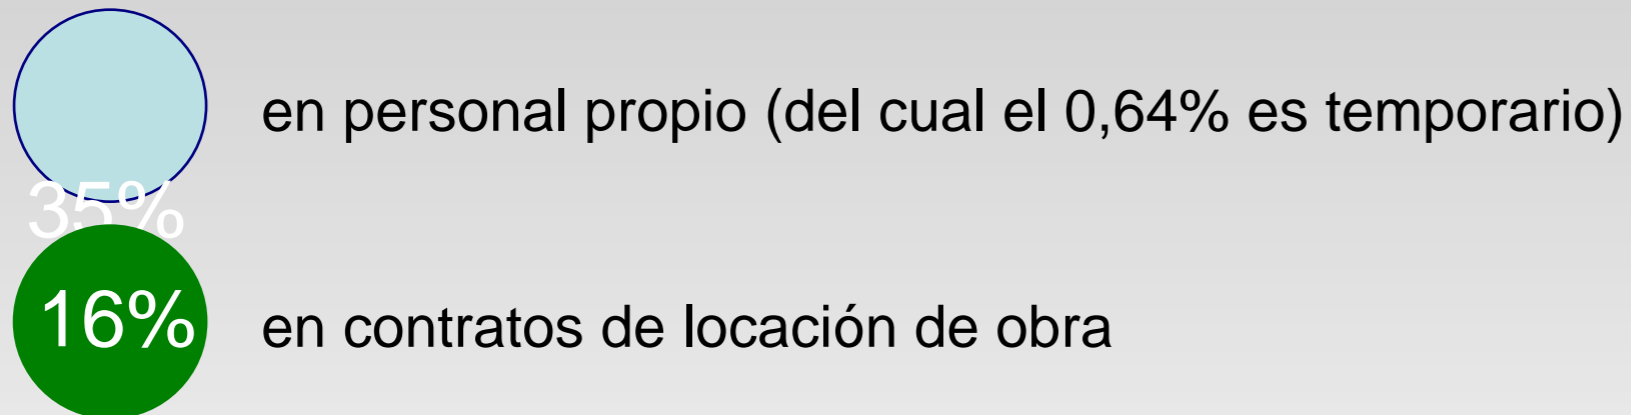 en personal propio (del cual el 0,64% es temporario)
35%
16% en contratos de locación de obra